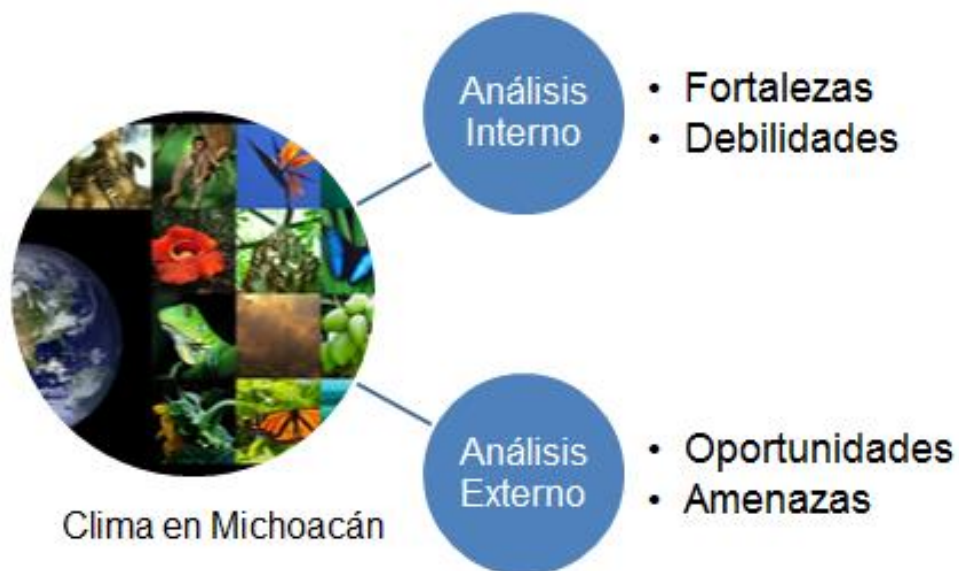 Análisis
Interno
• Fortalezas
• Debilidades
Análisis
Externo
• Oportunidades
• Amenazas
Clima en Michoacán